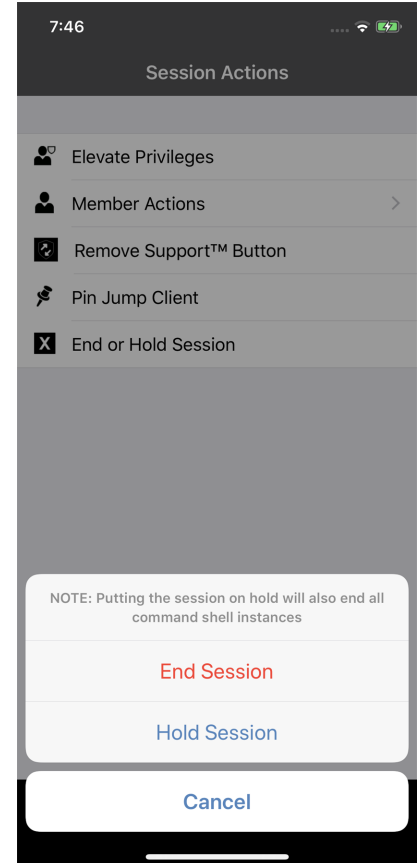 7:46
Session Actions
Elevate Privileges
Member Actions
Remove Support™ Button
Pin Jump Client
X End or Hold Session
NOTE: Putting the session on hold will also end all
command shell instances
End Session
Hold Session
Cancel